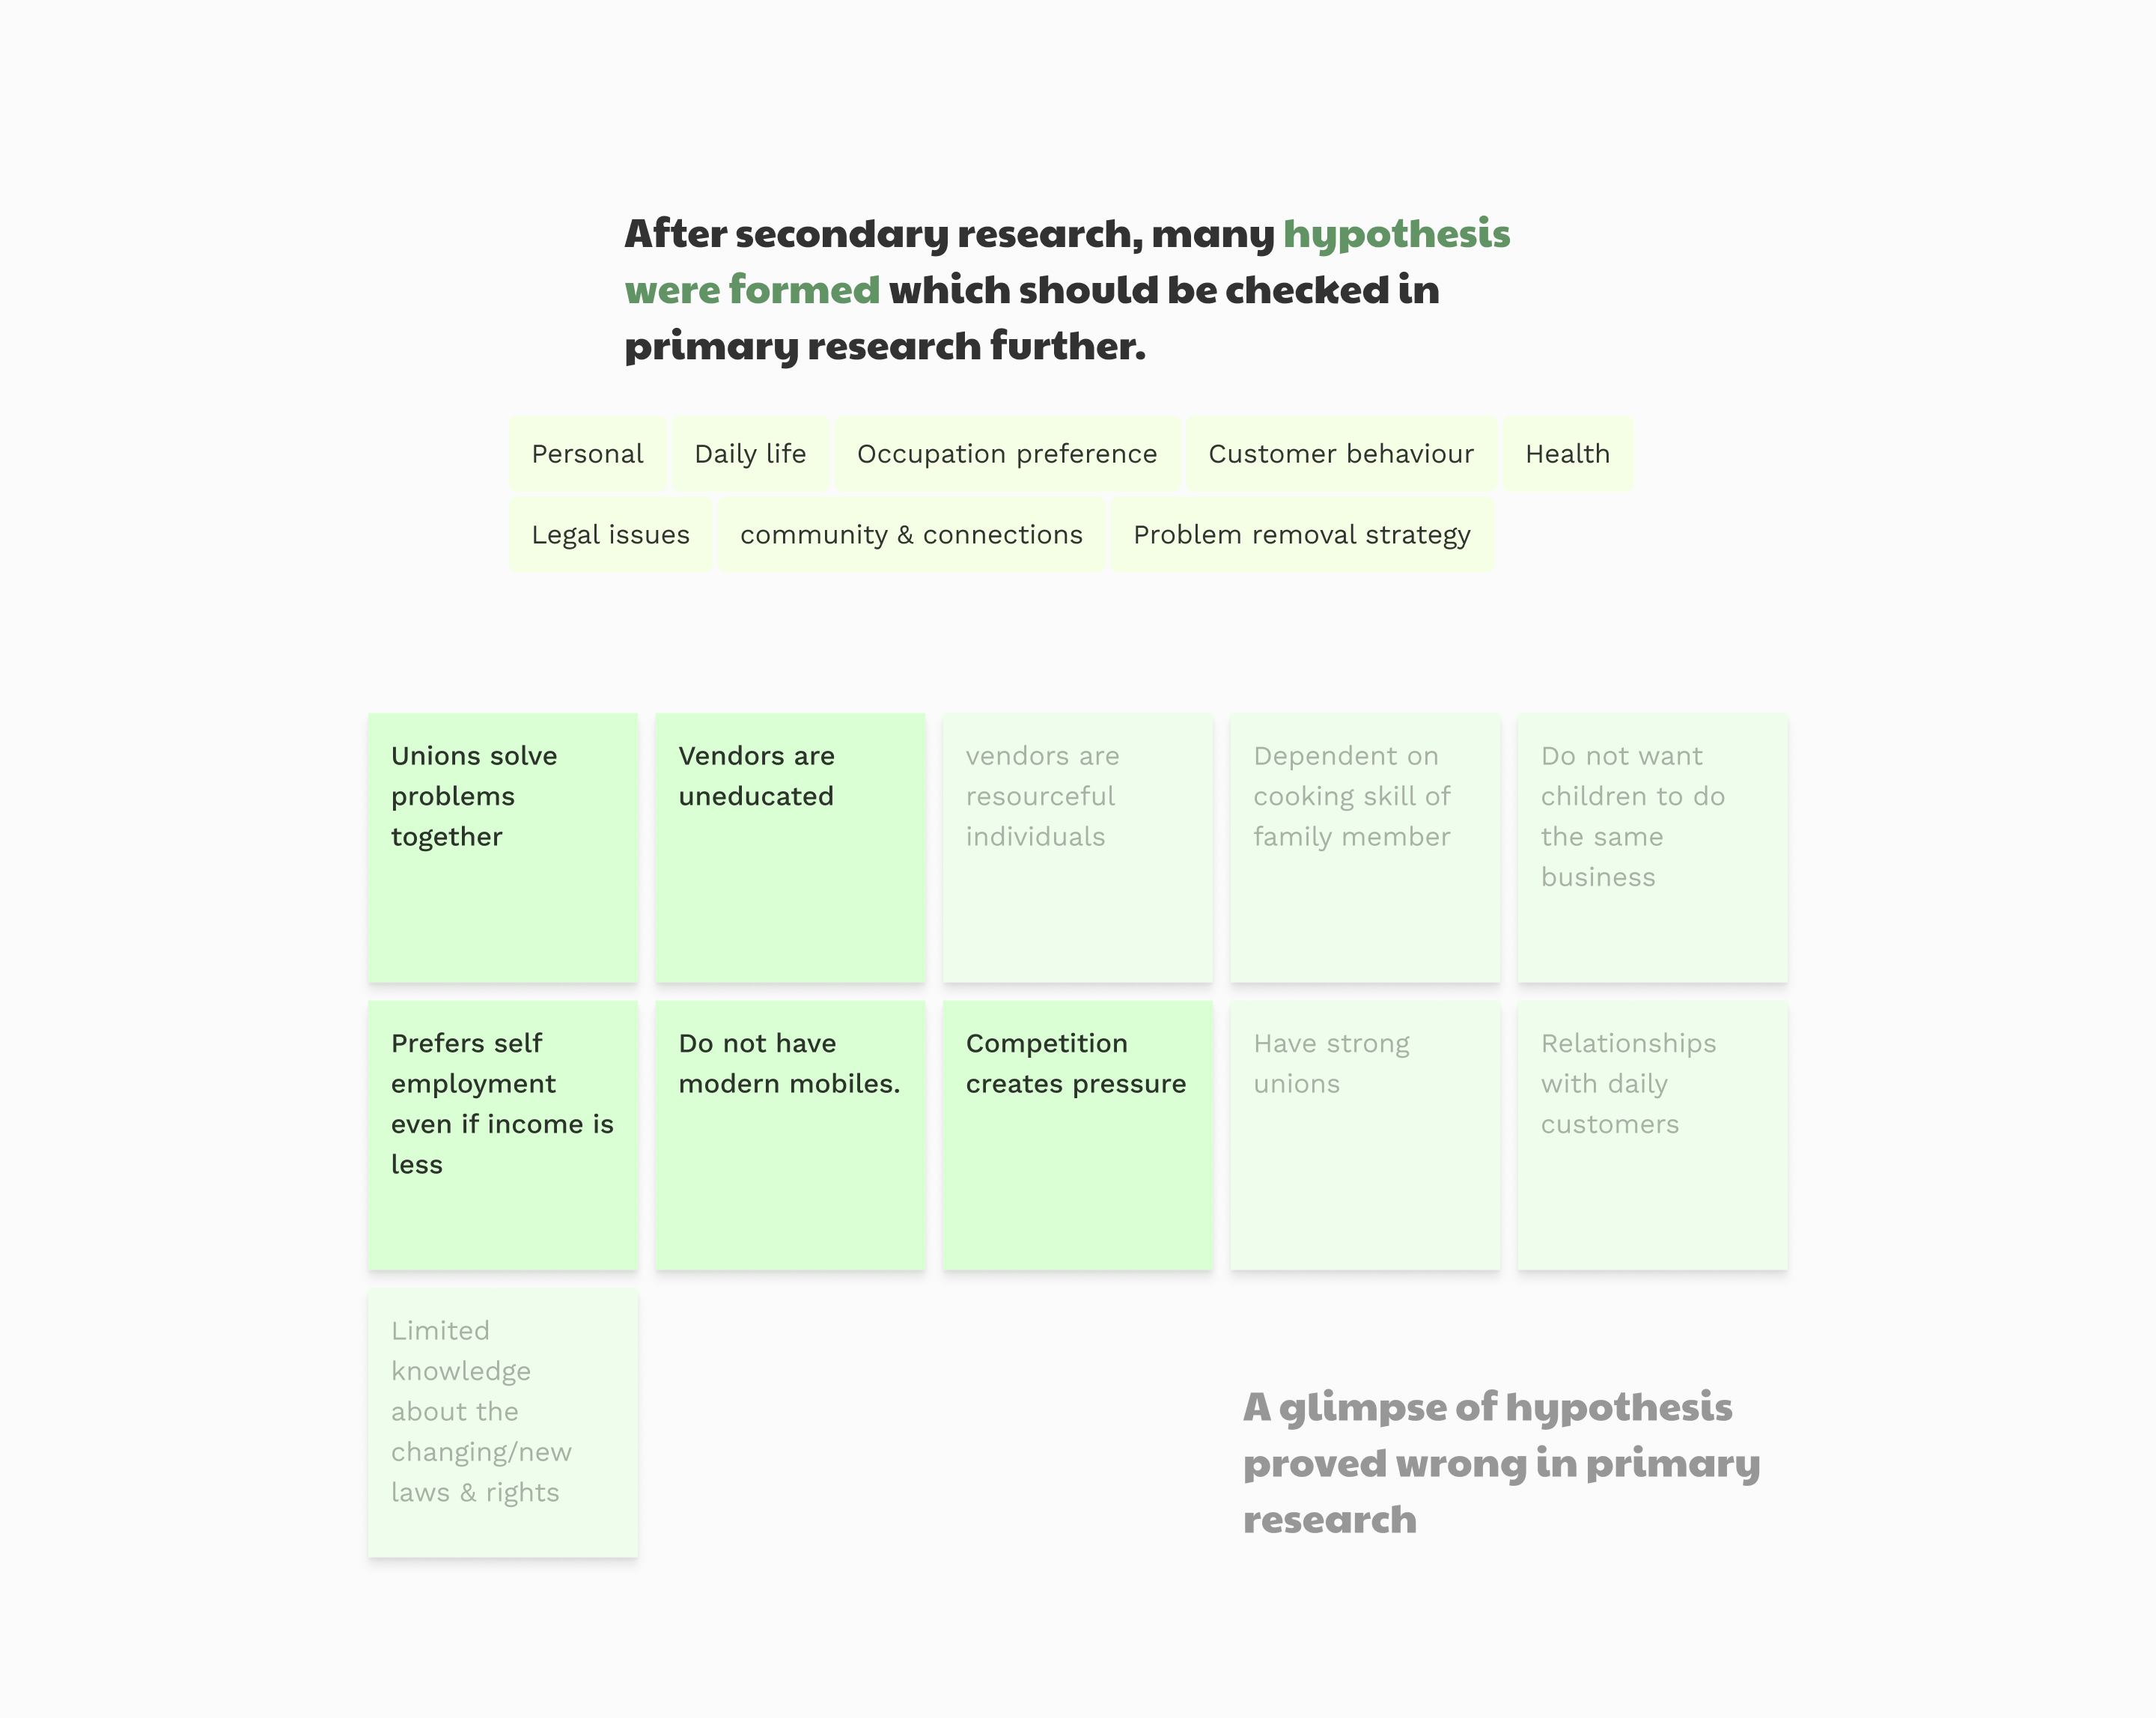 After secondary research, many hypothesis
were formed which should be checked in
primary research further.
Personal
Daily life
Occupation preference
Customer behaviour
Health
Legal issues
community & connections
Problem removal strategy
Unions solve
problems
together
Vendors are
uneducated
vendors are
resourceful
individuals
Dependent on
cooking skill of
family member
Do not want
children to do
the same
business
Prefers self
employment
even if income is
less
Do not have
modern mobiles.
Competition
creates pressure
Have strong
unions
Relationships
with daily
customers
Limited
knowledge
about the
changing/new
laws & rights
A glimpse of hypothesis
proved wrong in primary
research